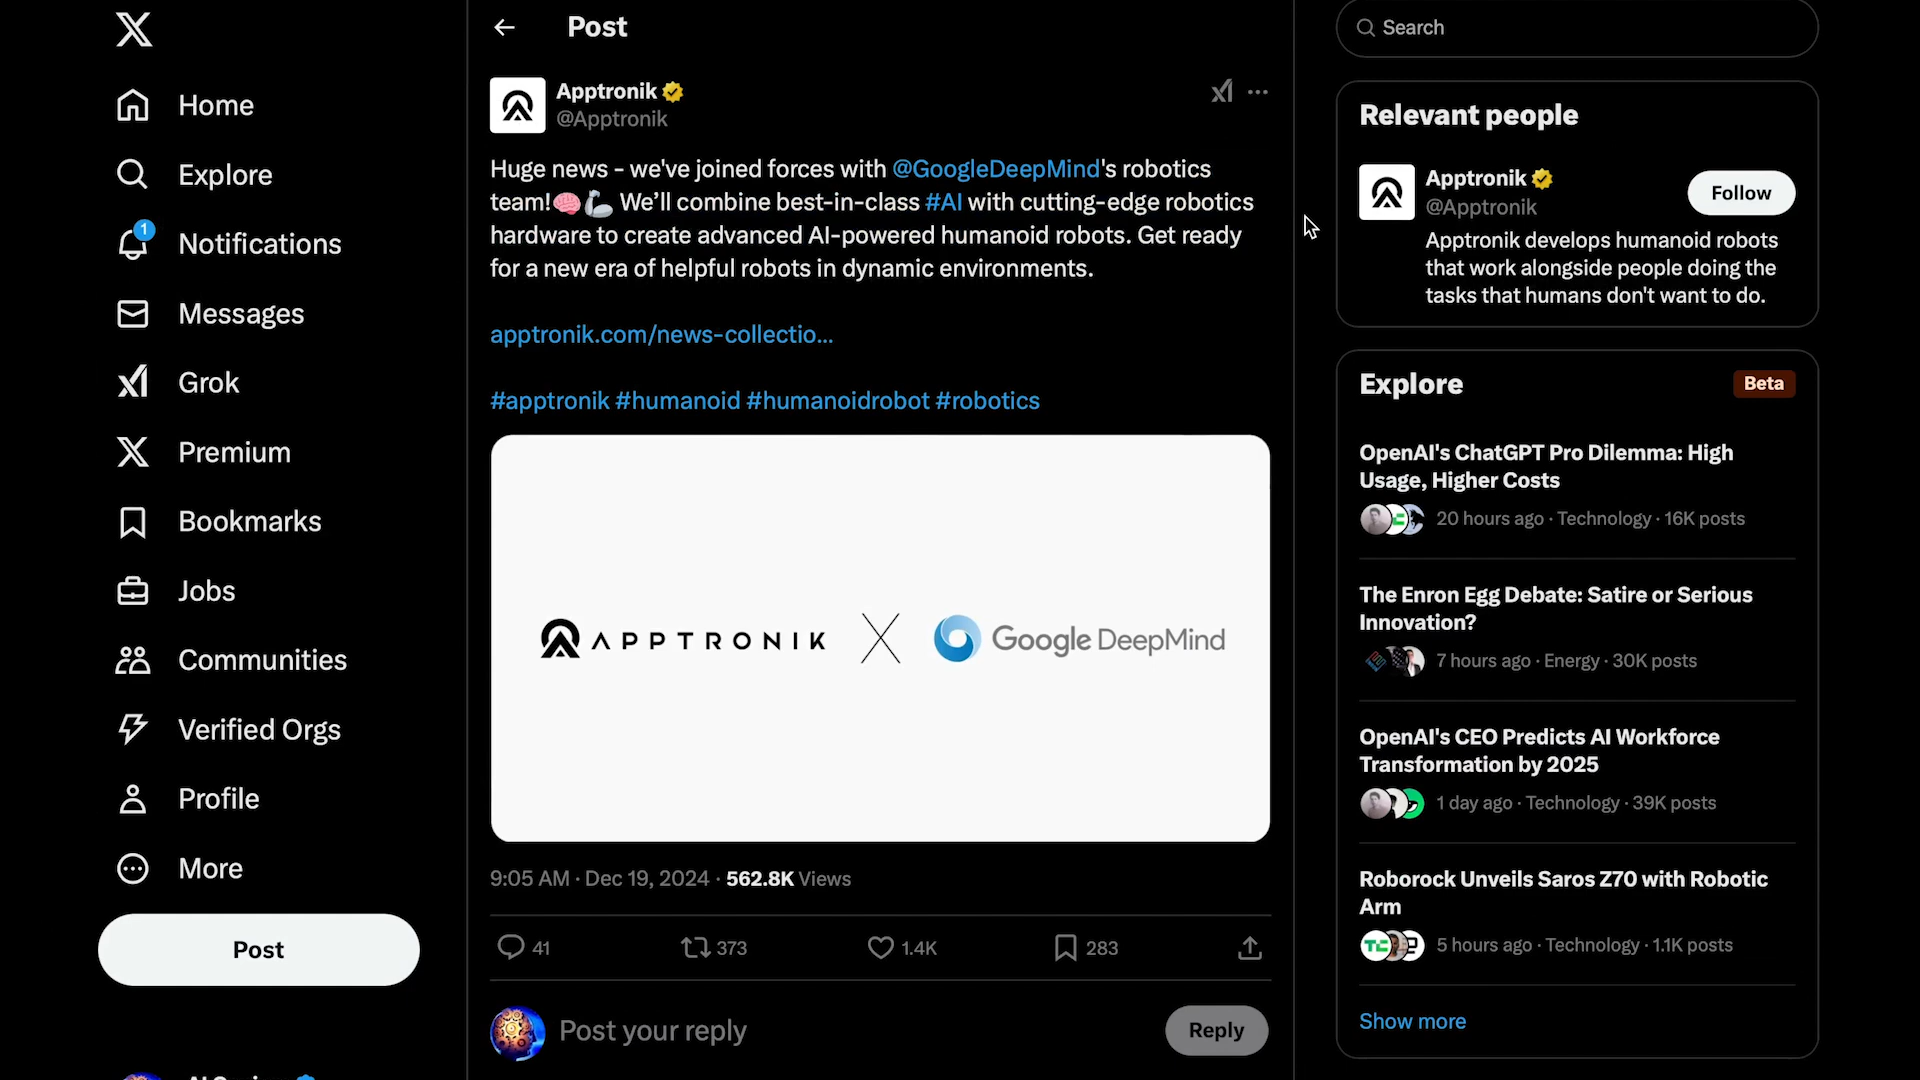 Home
Explore
1
Notifications
Messages
Grok
Premium
Bookmarks
Jobs
Communities
Verified Orgs
Profile
More
Post
Post
Apptronik
@Apptronik
Huge news - we've joined forces with @GoogleDeepMind's robotics
team!🧠🦾 We’ll combine best-in-class #AI with cutting-edge robotics
hardware to create advanced AI-powered humanoid robots. Get ready
for a new era of helpful robots in dynamic environments.
apptronik.com/news-collectio...
#apptronik #humanoid #humanoidrobot #robotics
APPTRONIK X Google DeepMind
9:05 AM · Dec 19, 2024 · 562.8K Views
41 373 1.4K 283
Post your reply
Reply
Search
Relevant people
Apptronik
@Apptronik
Follow
Apptronik develops humanoid robots
that work alongside people doing the
tasks that humans don't want to do.
Explore
Beta
OpenAI's ChatGPT Pro Dilemma: High
Usage, Higher Costs
20 hours ago · Technology · 16K posts
The Enron Egg Debate: Satire or Serious
Innovation?
7 hours ago · Energy · 30K posts
OpenAI's CEO Predicts AI Workforce
Transformation by 2025
1 day ago · Technology · 39K posts
Roborock Unveils Saros Z70 with Robotic
Arm
5 hours ago · Technology · 1.1K posts
Show more